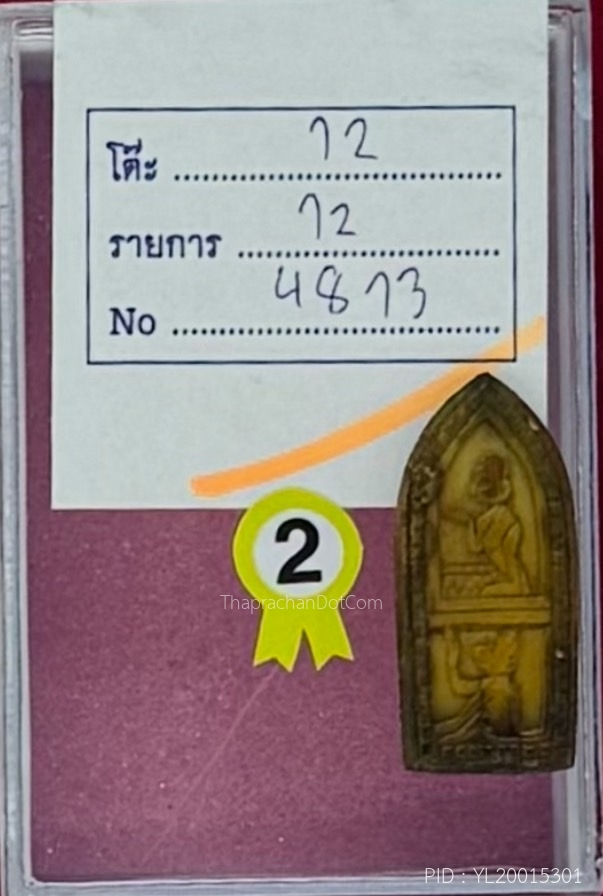 โต๊ะ ........ 12
รายการ ........ 12
No ........ 4813
2
ThaprachanDotCom
PID : YL20015301